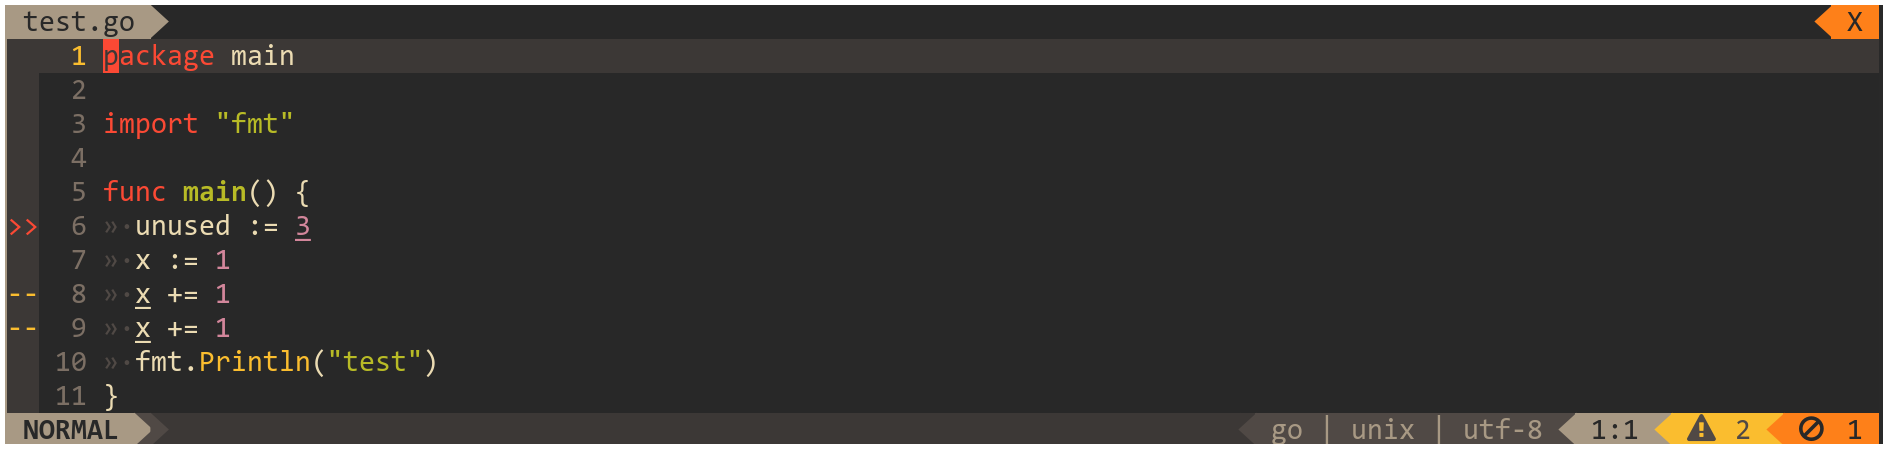 test.go X
1 package main
2
3 import "fmt"
4
5 func main() {
>> 6 »· unused := 3
7 »· x := 1
-- 8 »· x += 1
-- 9 »· x += 1
10 »· fmt.Println("test")
11 }
NORMAL go | unix | utf-8 1:1 2 1